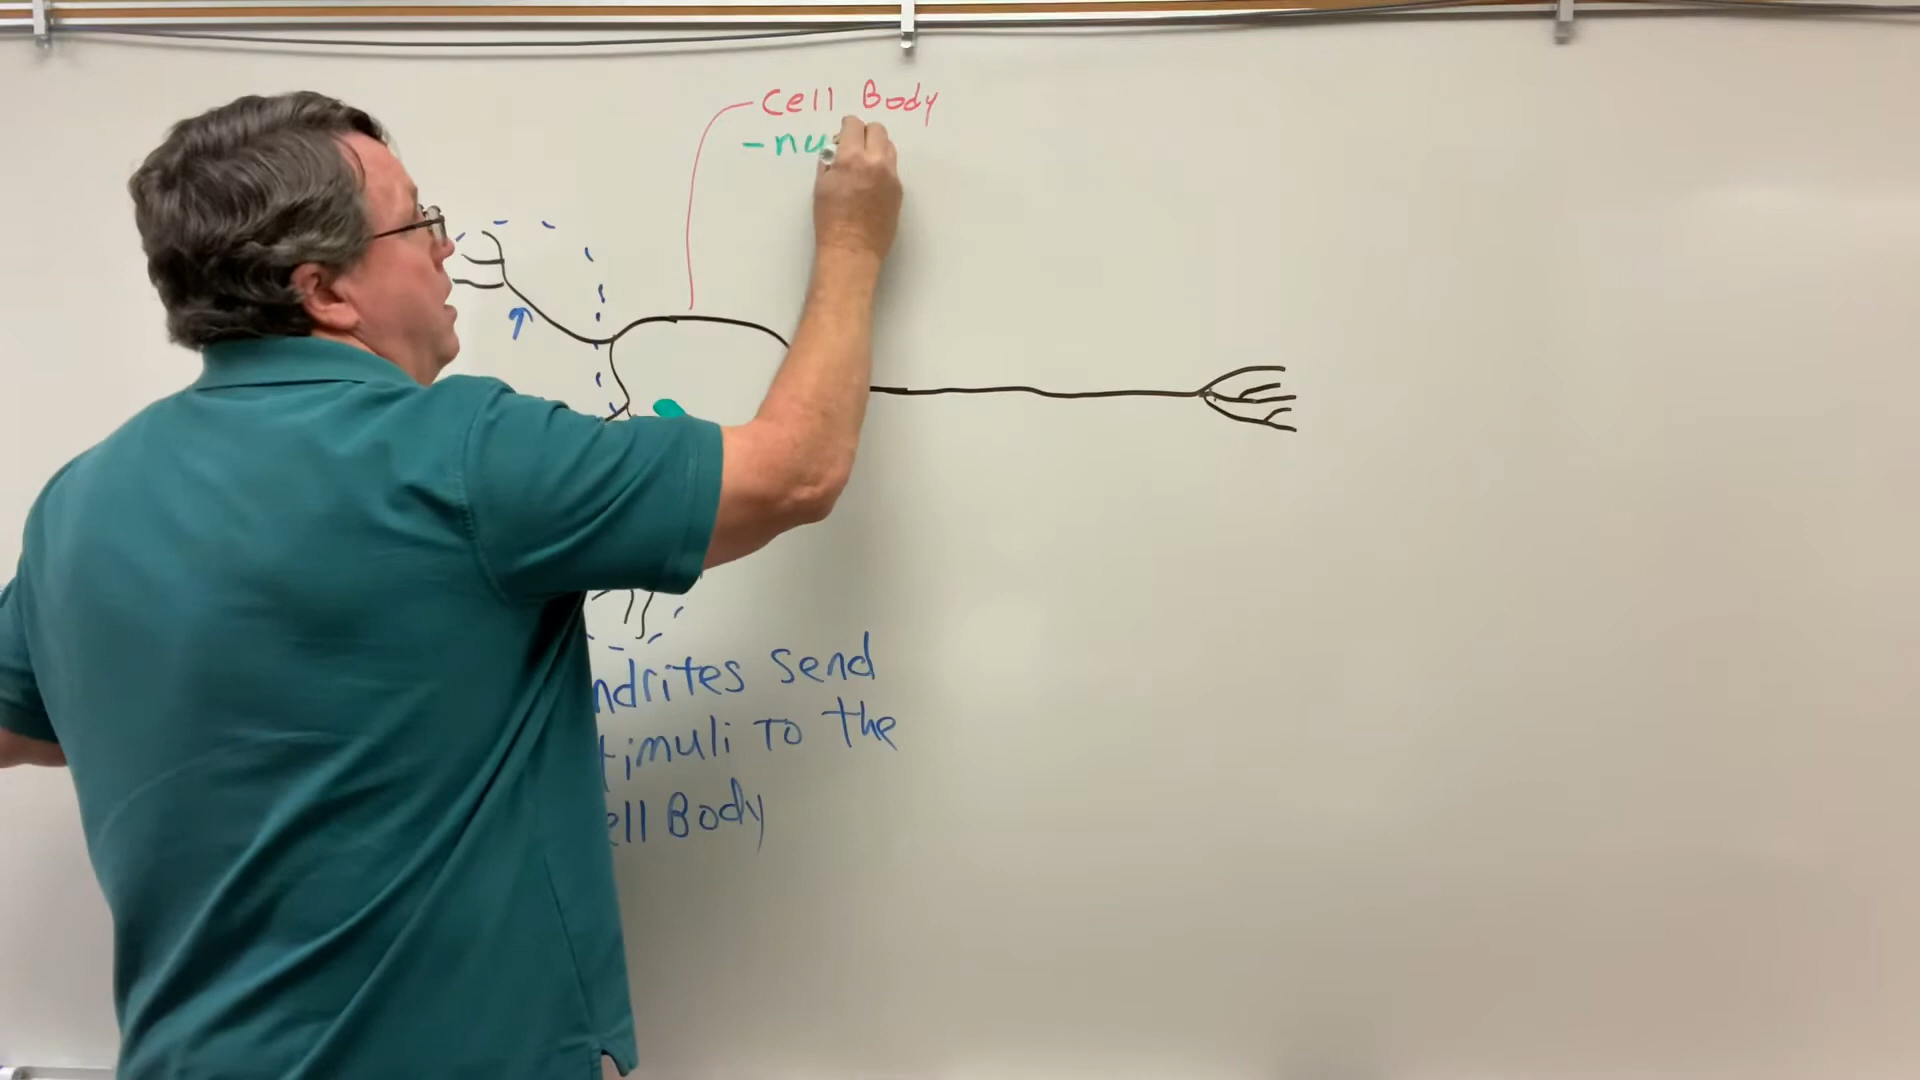 Cell Body
-nu
ndrites send
timuli to the
ell Body